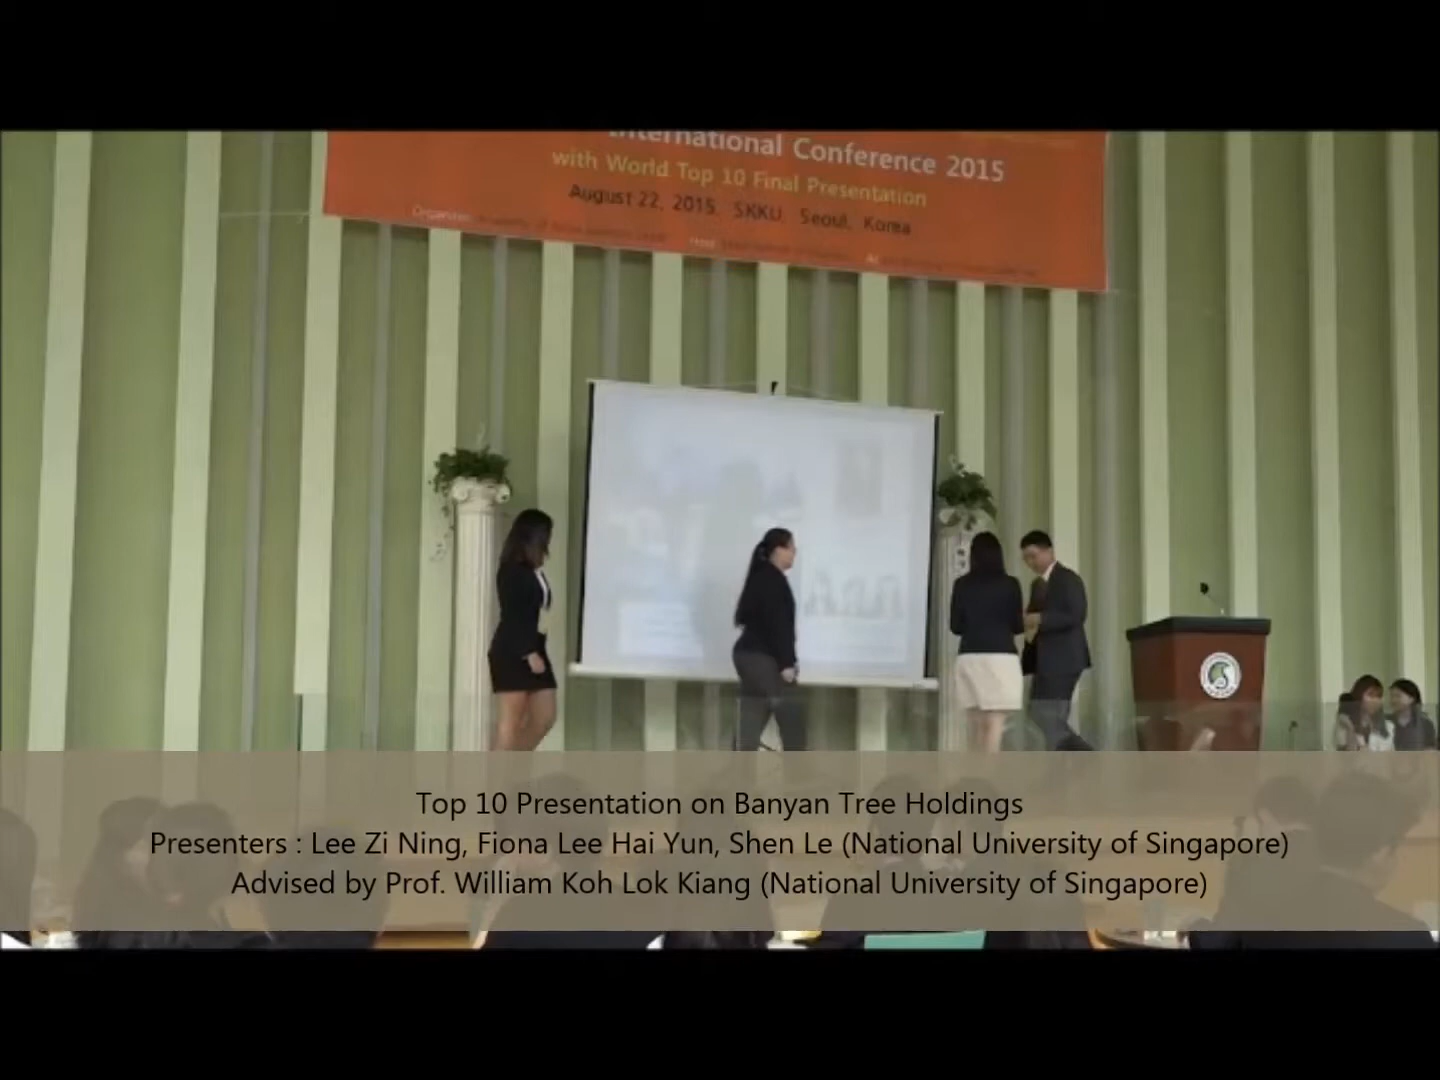 International Conference 2015
with World Top 10 Final Presentation
August 22, 2015, SKKU, Seoul, Korea
Top 10 Presentation on Banyan Tree Holdings
Presenters : Lee Zi Ning, Fiona Lee Hai Yun, Shen Le (National University of Singapore)
Advised by Prof. William Koh Lok Kiang (National University of Singapore)